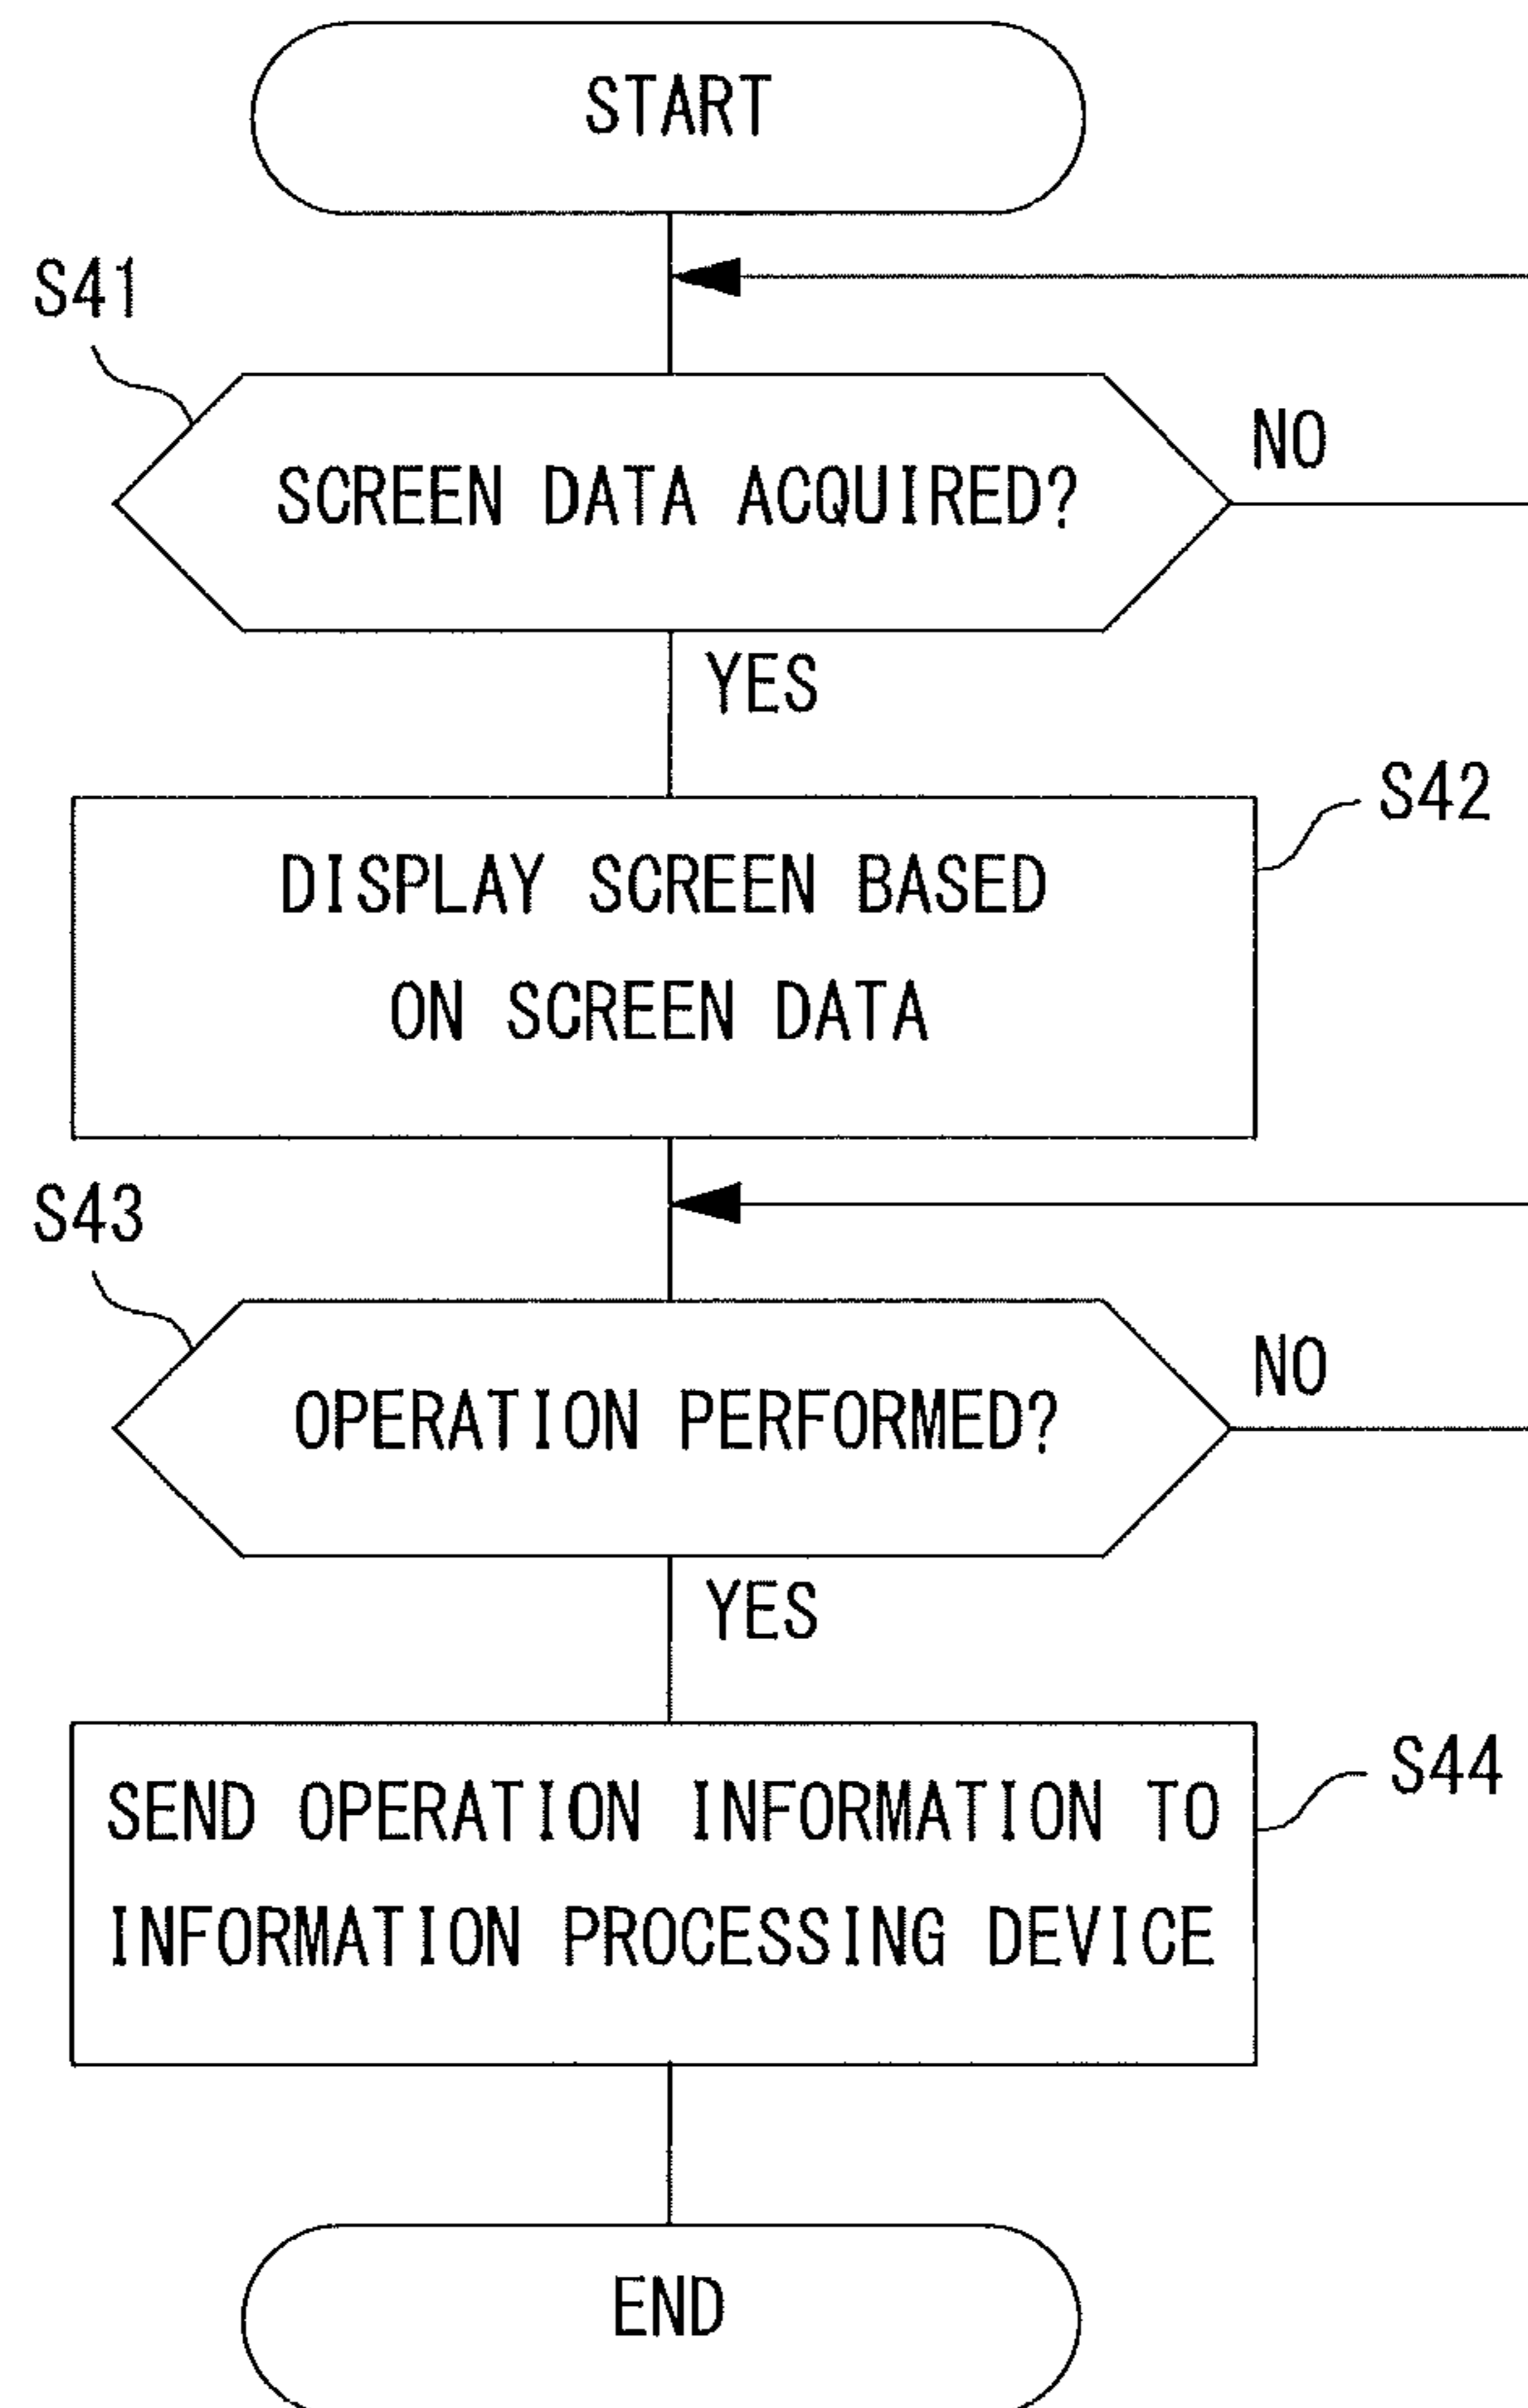 START
S41
NO
SCREEN DATA ACQUIRED?
YES
S42
DISPLAY SCREEN BASED
ON SCREEN DATA
S43
NO
OPERATION PERFORMED?
YES
S44
SEND OPERATION INFORMATION TO
INFORMATION PROCESSING DEVICE
END